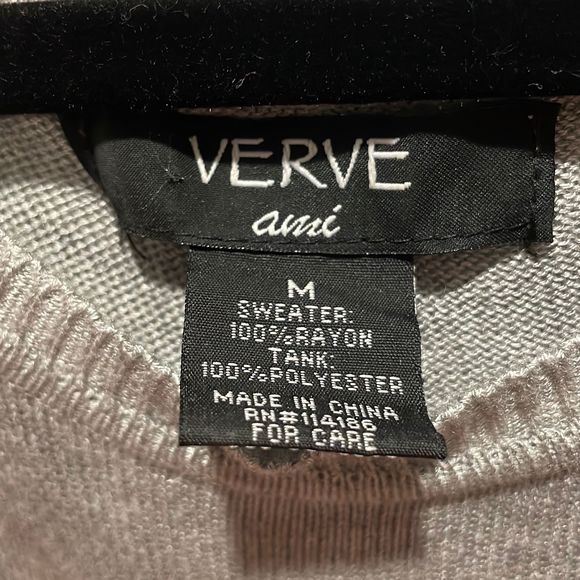 VERVE
ami
M
SWEATER:
100%RAYON
TANK:
100%POLYESTER
MADE IN CHINA
RN#114186
FOR CARE